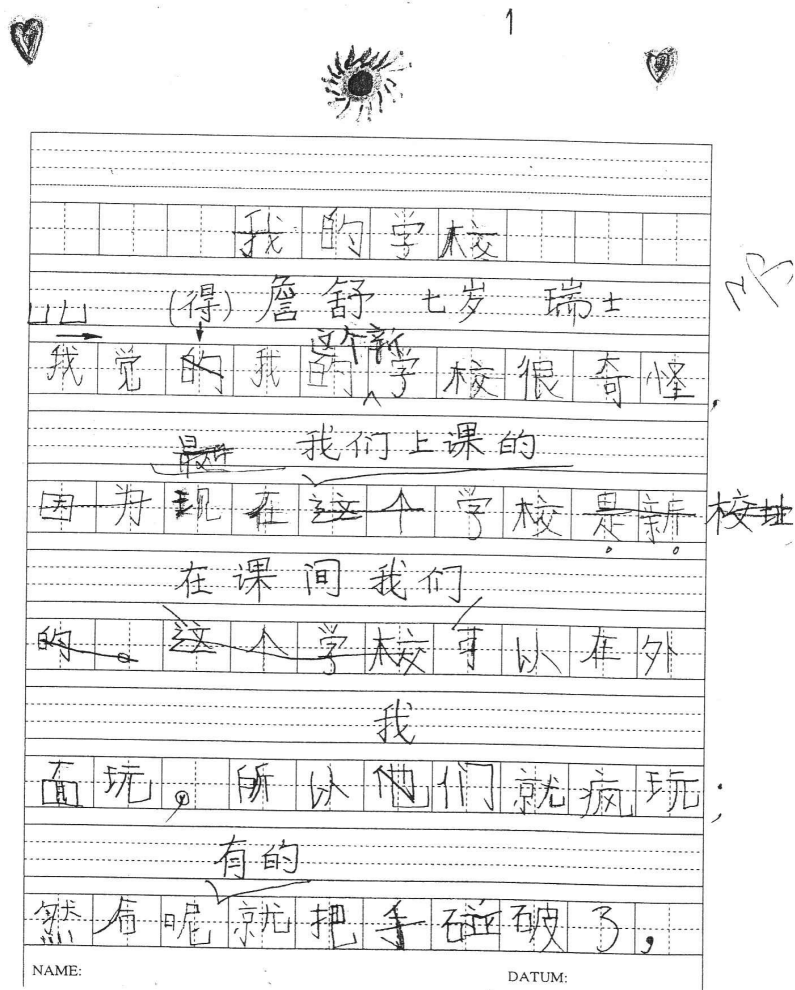 1
我的学校
(得) 詹舒 七岁 瑞士
这个新
我觉的我的学校很奇怪,
我们上课的
因为现在这个学校是新校址
在课间我们
的。这个学校可以在外
我
面玩。所以他们就疯玩;
有的
然后呢就把手碰破了,
NAME: DATUM: